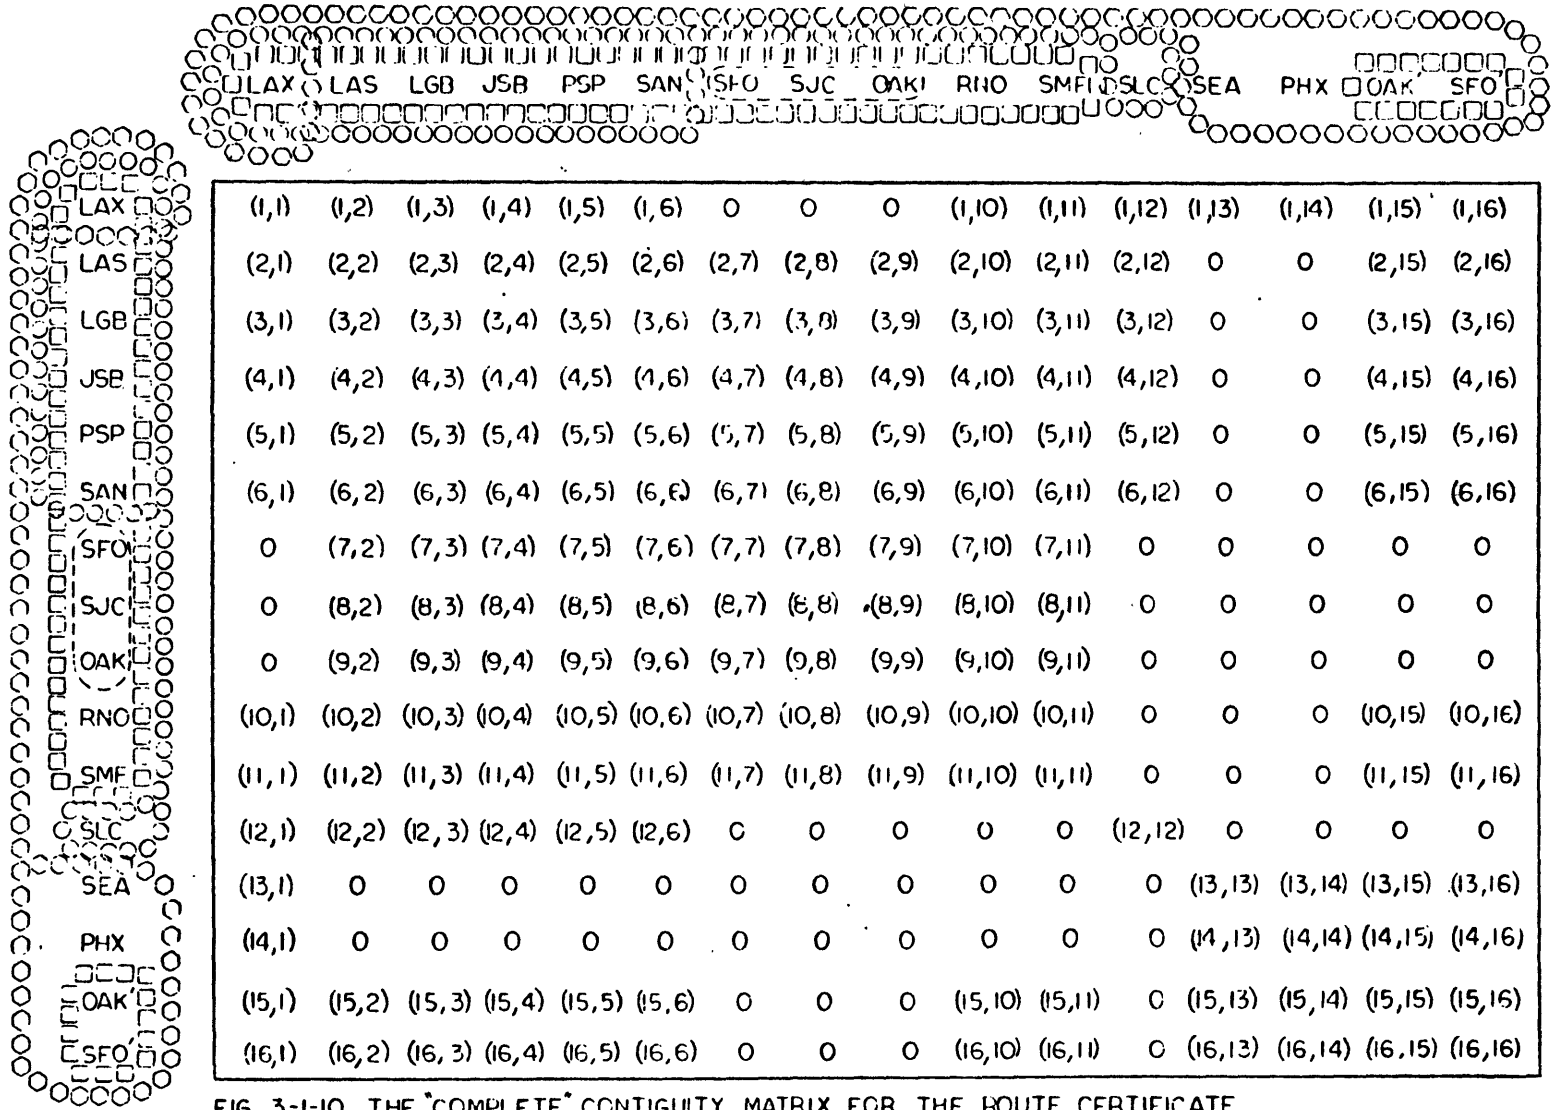 LAX LAS LGB JSB PSP SAN SFO SJC OAK RNO SMF SLC SEA PHX OAK' SFO'
LAX (1,1) (1,2) (1,3) (1,4) (1,5) (1,6) 0 0 0 (1,10) (1,11) (1,12) (1,13) (1,14) (1,15) (1,16)
LAS (2,1) (2,2) (2,3) (2,4) (2,5) (2,6) (2,7) (2,8) (2,9) (2,10) (2,11) (2,12) 0 0 (2,15) (2,16)
LGB (3,1) (3,2) (3,3) (3,4) (3,5) (3,6) (3,7) (3,8) (3,9) (3,10) (3,11) (3,12) 0 0 (3,15) (3,16)
JSB (4,1) (4,2) (4,3) (4,4) (4,5) (4,6) (4,7) (4,8) (4,9) (4,10) (4,11) (4,12) 0 0 (4,15) (4,16)
PSP (5,1) (5,2) (5,3) (5,4) (5,5) (5,6) (5,7) (5,8) (5,9) (5,10) (5,11) (5,12) 0 0 (5,15) (5,16)
SAN (6,1) (6,2) (6,3) (6,4) (6,5) (6,6) (6,7) (6,8) (6,9) (6,10) (6,11) (6,12) 0 0 (6,15) (6,16)
SFO 0 (7,2) (7,3) (7,4) (7,5) (7,6) (7,7) (7,8) (7,9) (7,10) (7,11) 0 0 0 0 0
SJC 0 (8,2) (8,3) (8,4) (8,5) (8,6) (8,7) (8,8) (8,9) (8,10) (8,11) 0 0 0 0 0
OAK 0 (9,2) (9,3) (9,4) (9,5) (9,6) (9,7) (9,8) (9,9) (9,10) (9,11) 0 0 0 0 0
RNO (10,1) (10,2) (10,3) (10,4) (10,5) (10,6) (10,7) (10,8) (10,9) (10,10) (10,11) 0 0 0 (10,15) (10,16)
SMF (11,1) (11,2) (11,3) (11,4) (11,5) (11,6) (11,7) (11,8) (11,9) (11,10) (11,11) 0 0 0 (11,15) (11,16)
SLC (12,1) (12,2) (12,3) (12,4) (12,5) (12,6) 0 0 0 0 0 (12,12) 0 0 0 0
SEA (13,1) 0 0 0 0 0 0 0 0 0 0 0 (13,13) (13,14) (13,15) (13,16)
PHX (14,1) 0 0 0 0 0 0 0 0 0 0 0 (14,13) (14,14) (14,15) (14,16)
OAK' (15,1) (15,2) (15,3) (15,4) (15,5) (15,6) 0 0 0 (15,10) (15,11) 0 (15,13) (15,14) (15,15) (15,16)
SFO' (16,1) (16,2) (16,3) (16,4) (16,5) (16,6) 0 0 0 (16,10) (16,11) 0 (16,13) (16,14) (16,15) (16,16)
FIG. 3-1-10 THE "COMPLETE" CONTIGUITY MATRIX FOR THE ROUTE CERTIFICATE